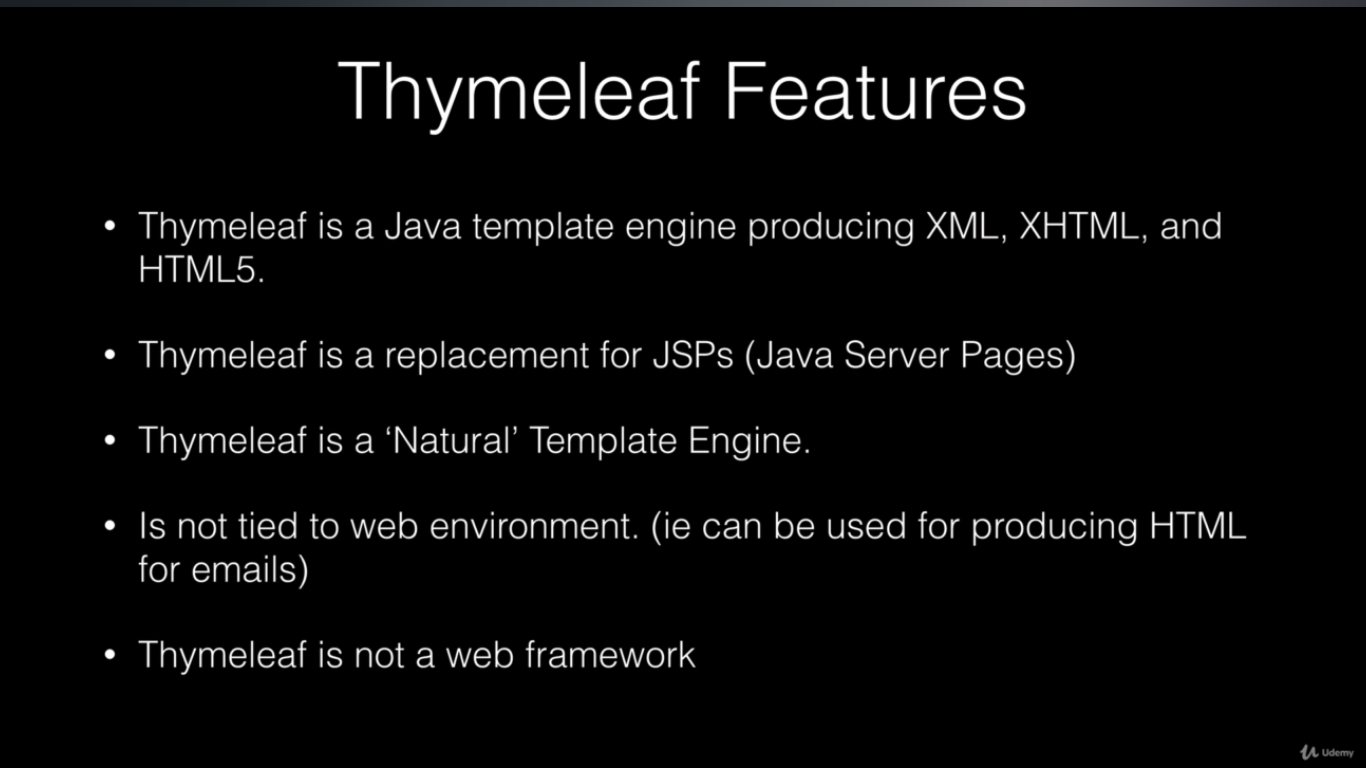 Thymeleaf Features
• Thymeleaf is a Java template engine producing XML, XHTML, and
HTML5.
• Thymeleaf is a replacement for JSPs (Java Server Pages)
• Thymeleaf is a ‘Natural’ Template Engine.
• Is not tied to web environment. (ie can be used for producing HTML
for emails)
• Thymeleaf is not a web framework
Udemy